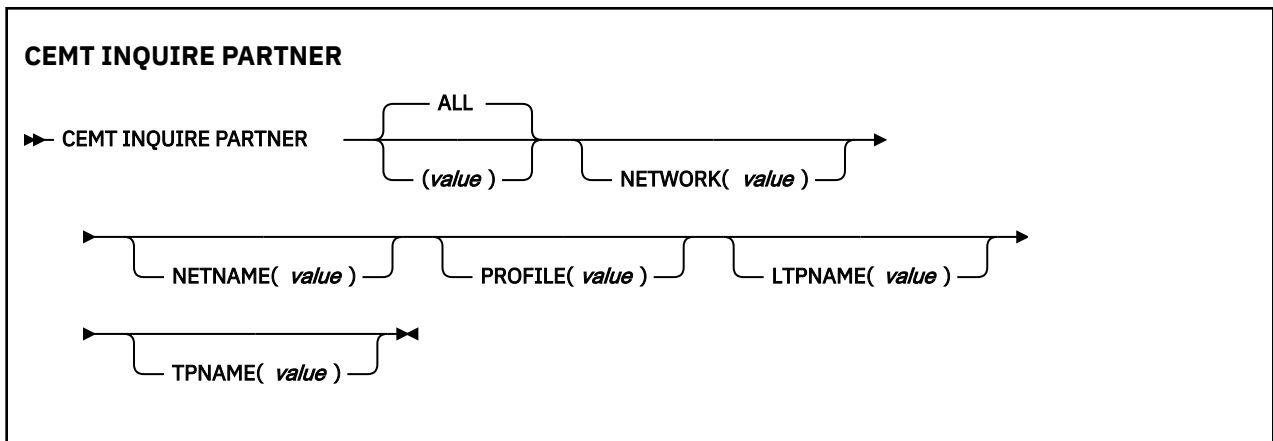 CEMT INQUIRE PARTNER
ALL
CEMT INQUIRE PARTNER
(value )
NETWORK( value )
NETNAME( value )
PROFILE( value )
LTPNAME( value )
TPNAME( value )